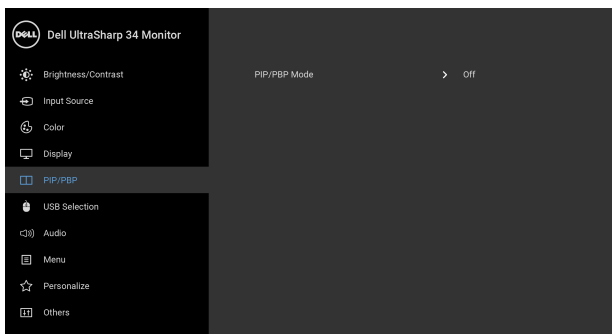 DELL Dell UltraSharp 34 Monitor
Brightness/Contrast
PIP/PBP Mode Off
Input Source
Color
Display
PIP/PBP
USB Selection
Audio
Menu
Personalize
Others